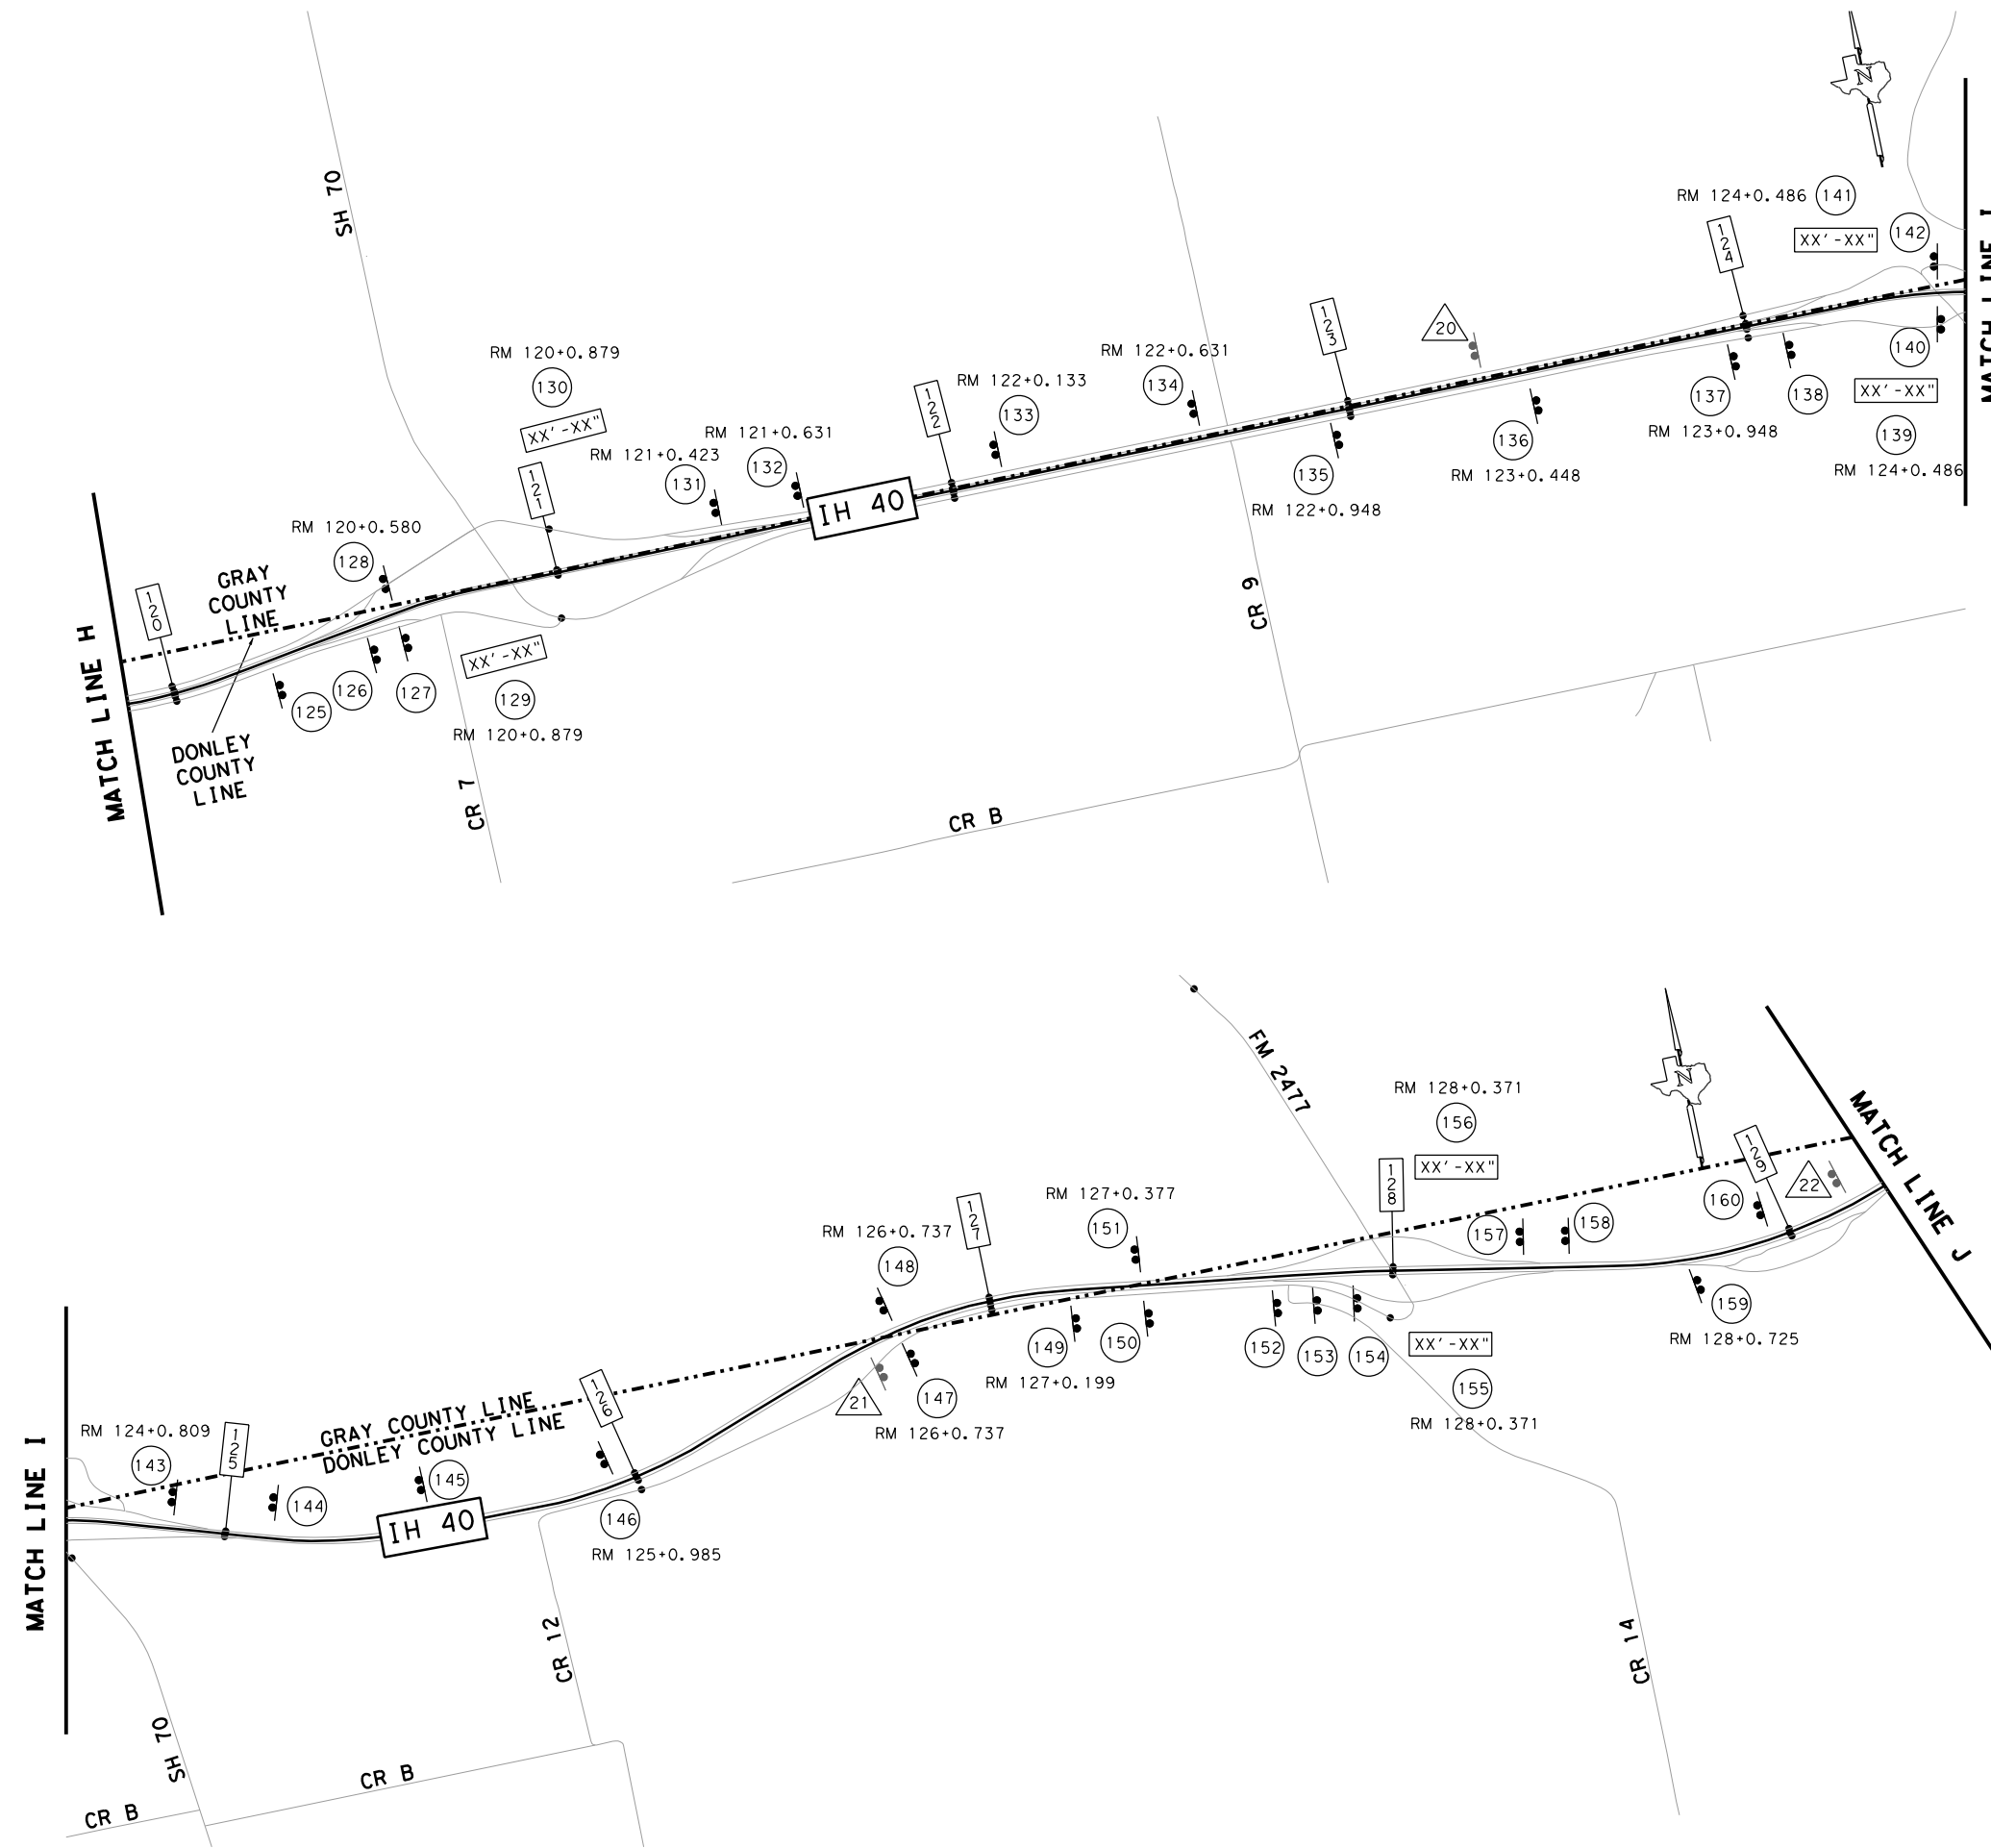 SH 70
N
RM 124+0.486
141
XX'-XX"
142
124
MATCH LINE I
123
20
RM 120+0.879
130
XX'-XX"
RM 122+0.631
134
RM 122+0.133
133
122
140
XX'-XX"
139
RM 124+0.486
137
138
RM 123+0.948
136
RM 123+0.448
135
RM 122+0.948
RM 121+0.423
131
RM 121+0.631
132
121
IH 40
RM 120+0.580
128
GRAY
COUNTY
LINE
120
MATCH LINE H
DONLEY
COUNTY
LINE
125
126
127
XX'-XX"
129
RM 120+0.879
CR 7
CR 9
CR B
FM 2477
N
MATCH LINE J
RM 128+0.371
156
XX'-XX"
128
129
22
160
157
158
RM 127+0.377
151
127
RM 126+0.737
148
159
RM 128+0.725
149
150
RM 127+0.199
152
153
154
XX'-XX"
155
RM 128+0.371
21
147
RM 126+0.737
126
GRAY COUNTY LINE
DONLEY COUNTY LINE
RM 124+0.809
143
125
144
145
IH 40
146
RM 125+0.985
MATCH LINE I
CR 12
CR 14
SH 70
CR B
CR B